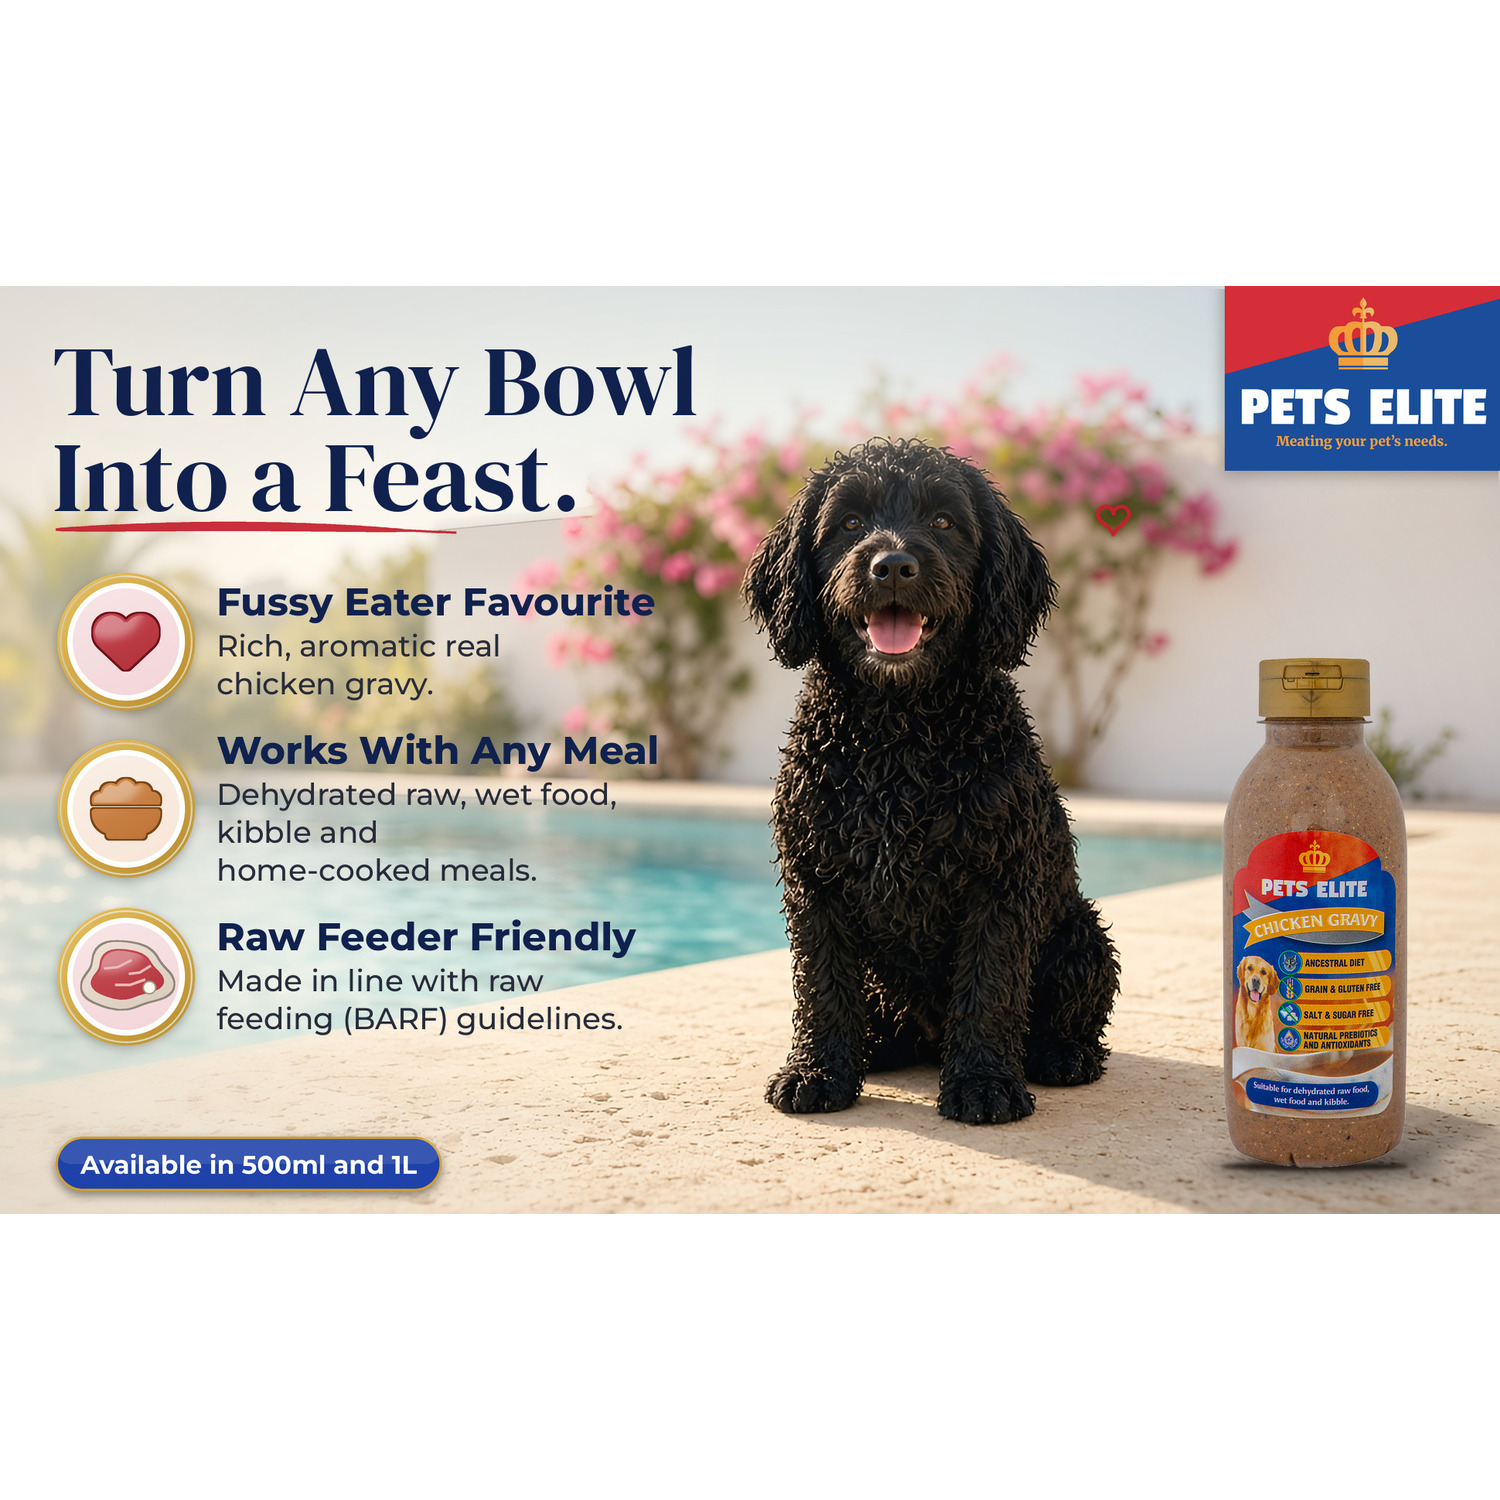 Turn Any Bowl
Into a Feast.
Fussy Eater Favourite
Rich, aromatic real
chicken gravy.
Works With Any Meal
Dehydrated raw, wet food,
kibble and
home-cooked meals.
Raw Feeder Friendly
Made in line with raw
feeding (BARF) guidelines.
Available in 500ml and 1L
PETS ELITE
Meating your pet's needs.
PETS ELITE
CHICKEN GRAVY
ANCESTRAL DIET
GRAIN & GLUTEN FREE
SALT & SUGAR FREE
NATURAL PREBIOTICS
AND ANTIOXIDANTS
Suitable for dehydrated raw food,
wet food and kibble.